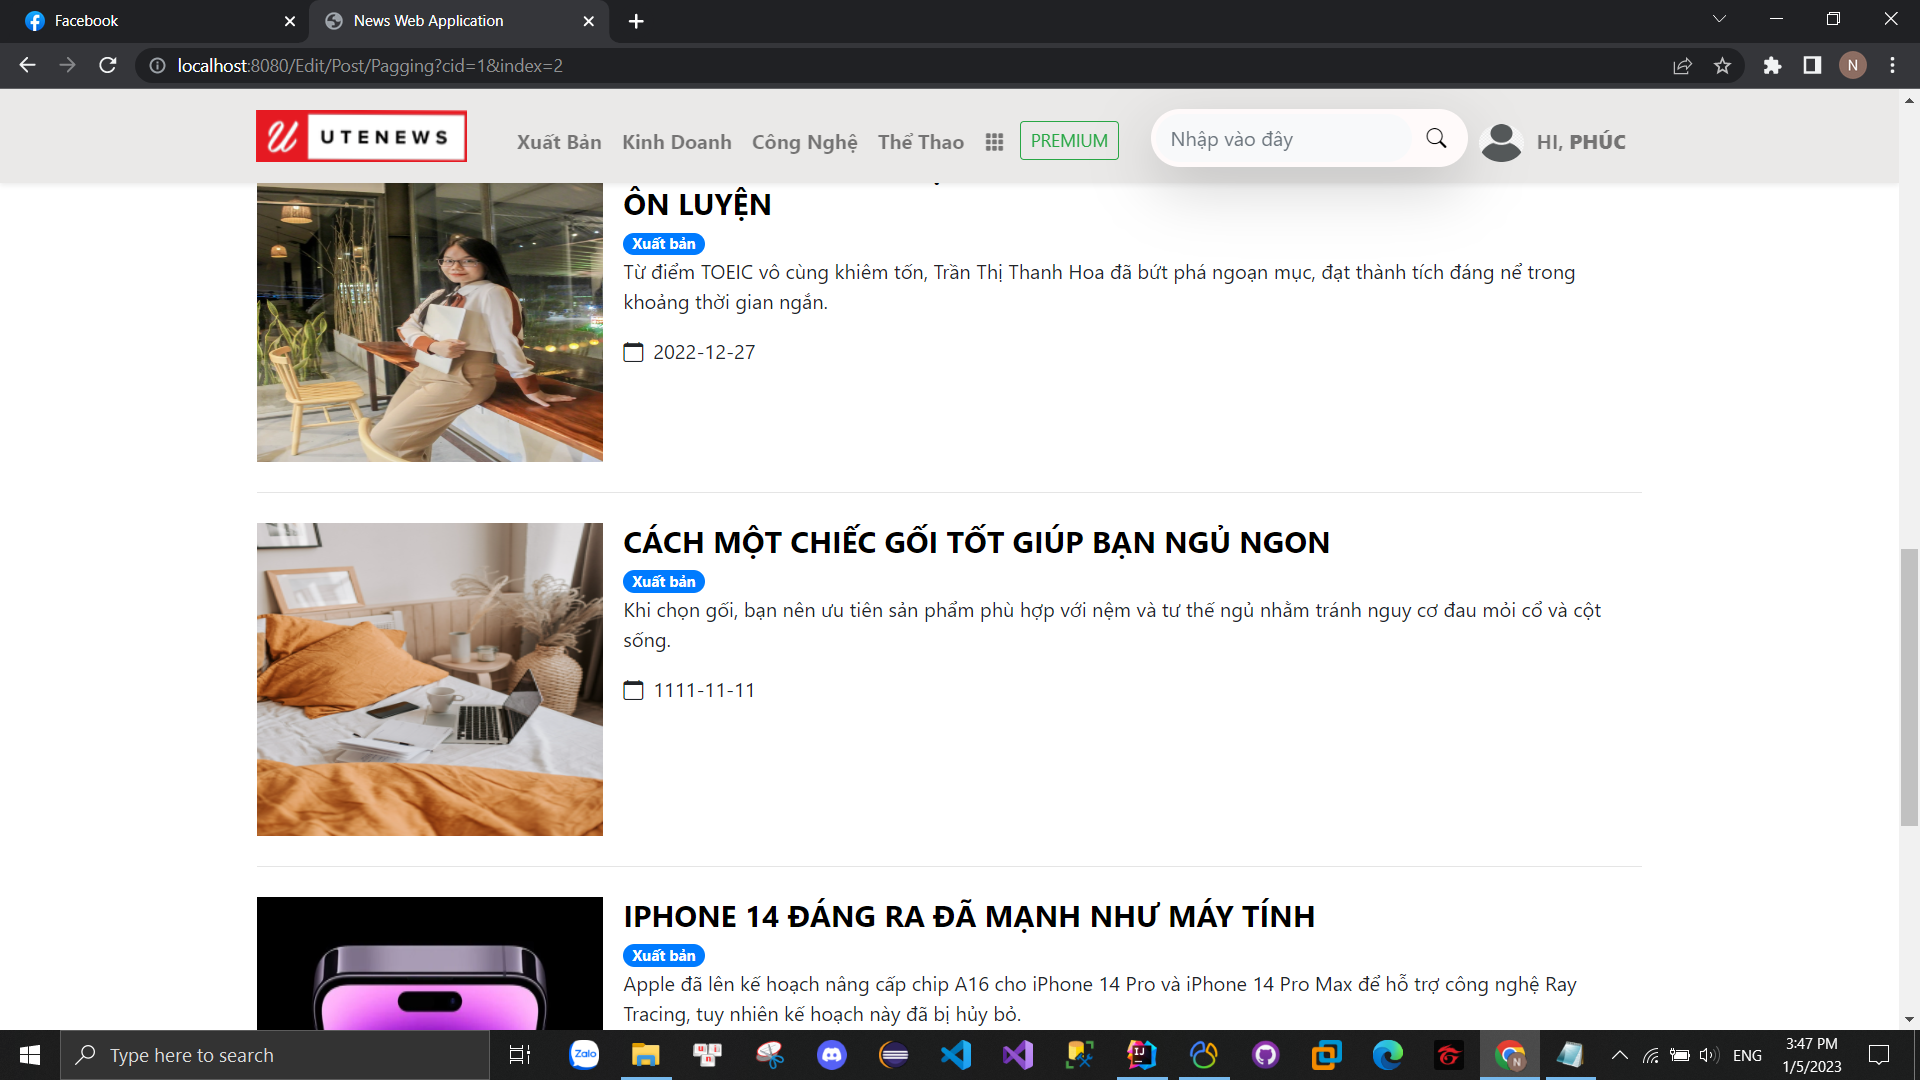 Facebook
News Web Application
localhost:8080/Edit/Post/Pagging?cid=1&index=2
N
UTENEWS
Xuất Bản
Kinh Doanh
Công Nghệ
Thể Thao
PREMIUM
Nhập vào đây
HI, PHÚC
ÔN LUYỆN
Xuất bản
Từ điểm TOEIC vô cùng khiêm tốn, Trần Thị Thanh Hoa đã bứt phá ngoạn mục, đạt thành tích đáng nể trong
khoảng thời gian ngắn.
2022-12-27
CÁCH MỘT CHIẾC GỐI TỐT GIÚP BẠN NGỦ NGON
Xuất bản
Khi chọn gối, bạn nên ưu tiên sản phẩm phù hợp với nệm và tư thế ngủ nhằm tránh nguy cơ đau mỏi cổ và cột
sống.
1111-11-11
IPHONE 14 ĐÁNG RA ĐÃ MẠNH NHƯ MÁY TÍNH
Xuất bản
Apple đã lên kế hoạch nâng cấp chip A16 cho iPhone 14 Pro và iPhone 14 Pro Max để hỗ trợ công nghệ Ray
Tracing, tuy nhiên kế hoạch này đã bị hủy bỏ.
Type here to search
Zalo
ENG
3:47 PM
1/5/2023